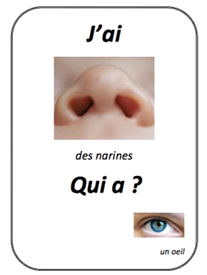 J'ai
des narines
Qui a ?
un oeil